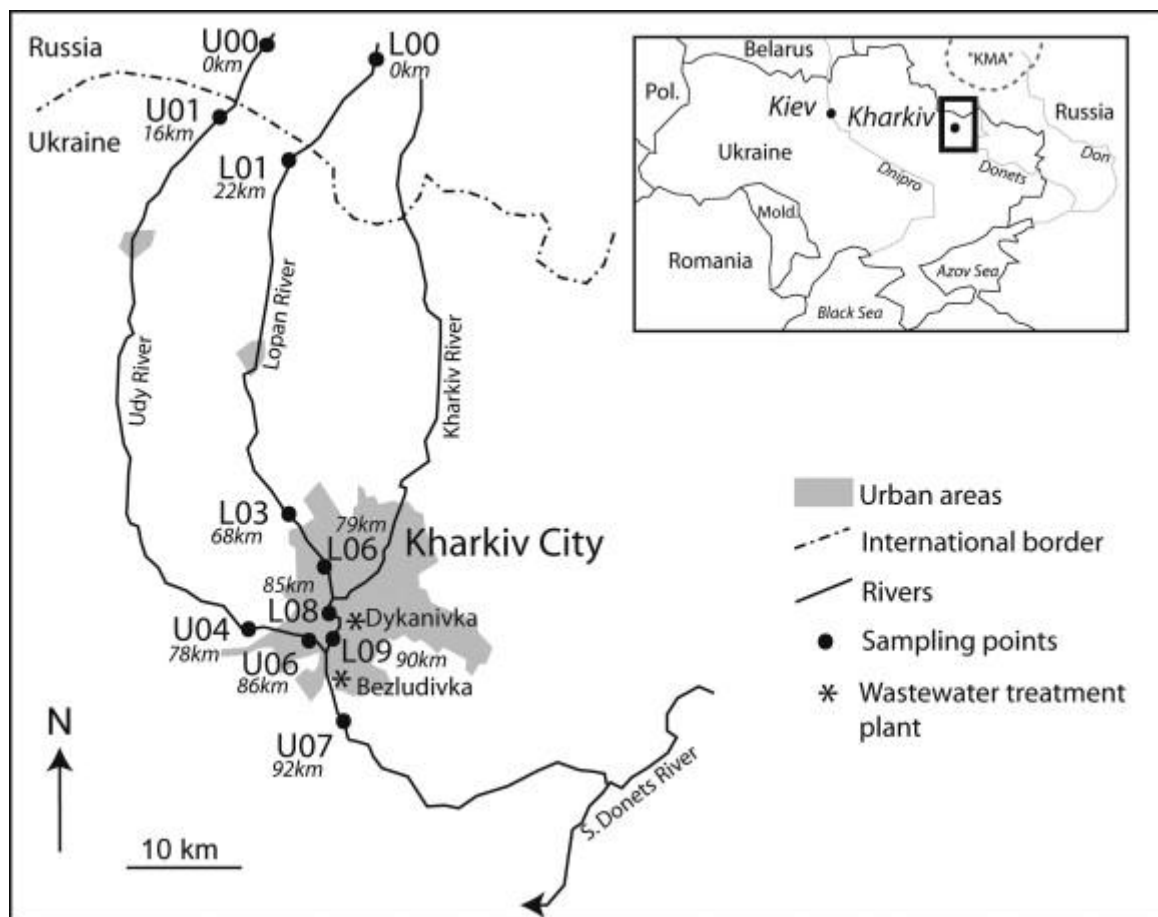 U00
0km
Russia
L00
0km
U01
16km
Ukraine
L01
22km
Udy River
Lopan River
Kharkiv River
L03
68km
79km
L06
Kharkiv City
85km
L08
Dykanivka
U04
78km
U06
86km
L09
90km
Bezludivka
U07
92km
S. Donets River
N
10 km
Belarus
"KMA"
Pol.
Kiev
Kharkiv
Russia
Ukraine
Dnipro
Donets
Don
Mold.
Romania
Azov Sea
Black Sea
Urban areas
International border
Rivers
Sampling points
Wastewater treatment
plant